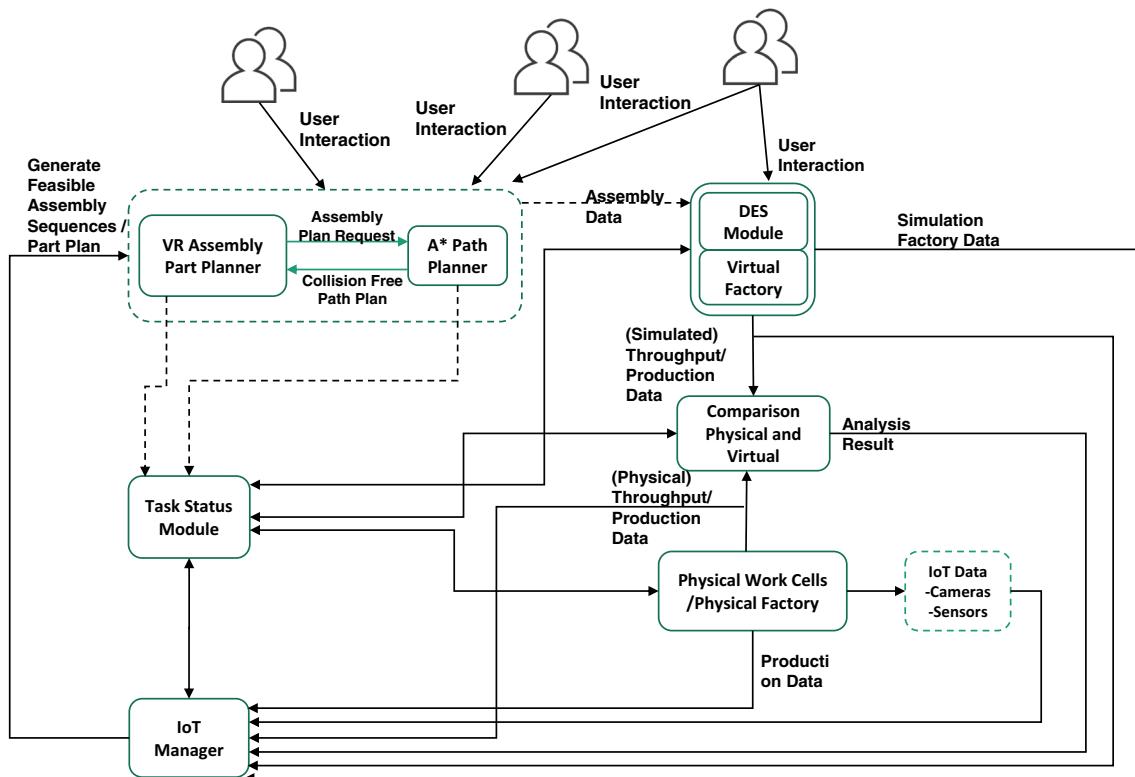 User
Interaction
User
Interaction
User
Interaction
User
Interaction
Generate
Feasible
Assembly
Sequences /
Part Plan
VR Assembly
Part Planner
Assembly
Plan Request
Collision Free
Path Plan
A* Path
Planner
Assembly
Data
DES
Module
Virtual
Factory
Simulation
Factory Data
(Simulated)
Throughput/
Production
Data
Comparison
Physical and
Virtual
Analysis
Result
(Physical)
Throughput/
Production
Data
Task Status
Module
Physical Work Cells
/Physical Factory
IoT Data
-Cameras
-Sensors
Producti
on Data
IoT
Manager